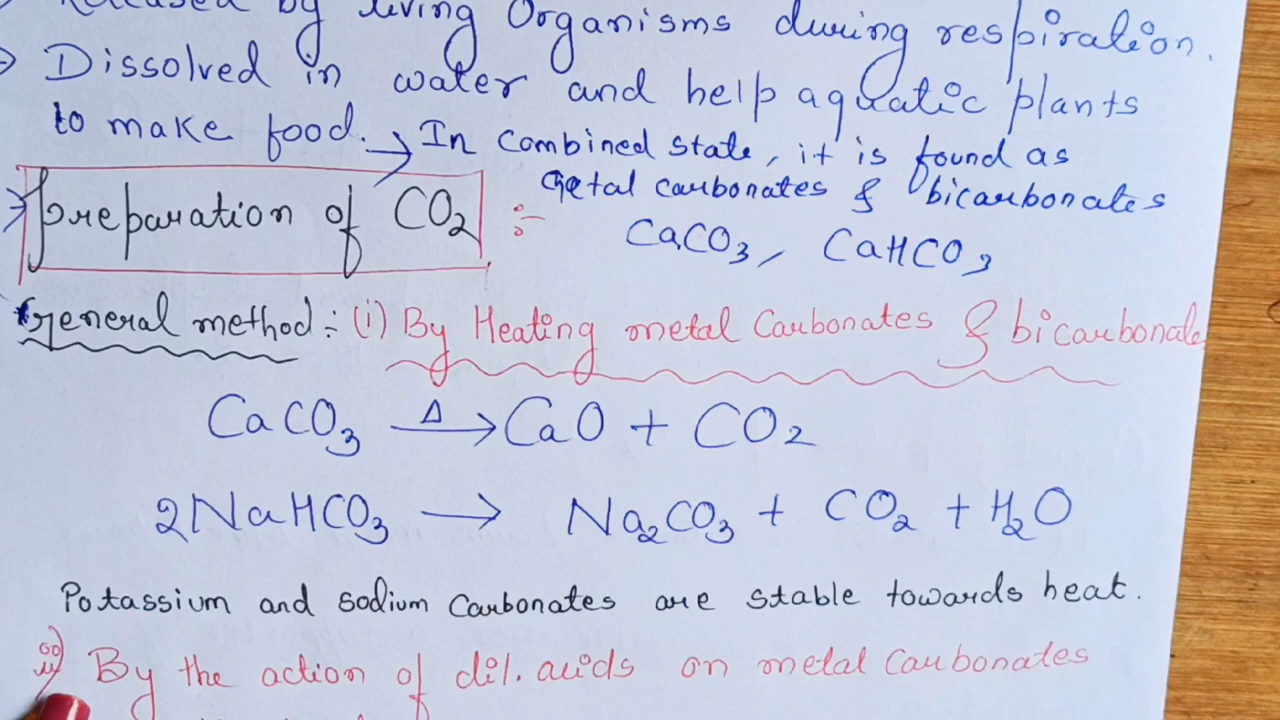 Released by living Organisms during respiration.
Dissolved in water and help aquatic plants
to make food. → In Combined state, it is found as
metal carbonates & bicarbonates
Preparation of CO₂ :- CaCO₃, CaHCO₃
General method :- (i) By Heating metal Carbonates & bicarbonate
CaCO₃ —Δ→ CaO + CO₂
2NaHCO₃ → Na₂CO₃ + CO₂ + H₂O
Potassium and sodium Carbonates are stable towards heat.
By the action of dil. acids on metal Carbonates